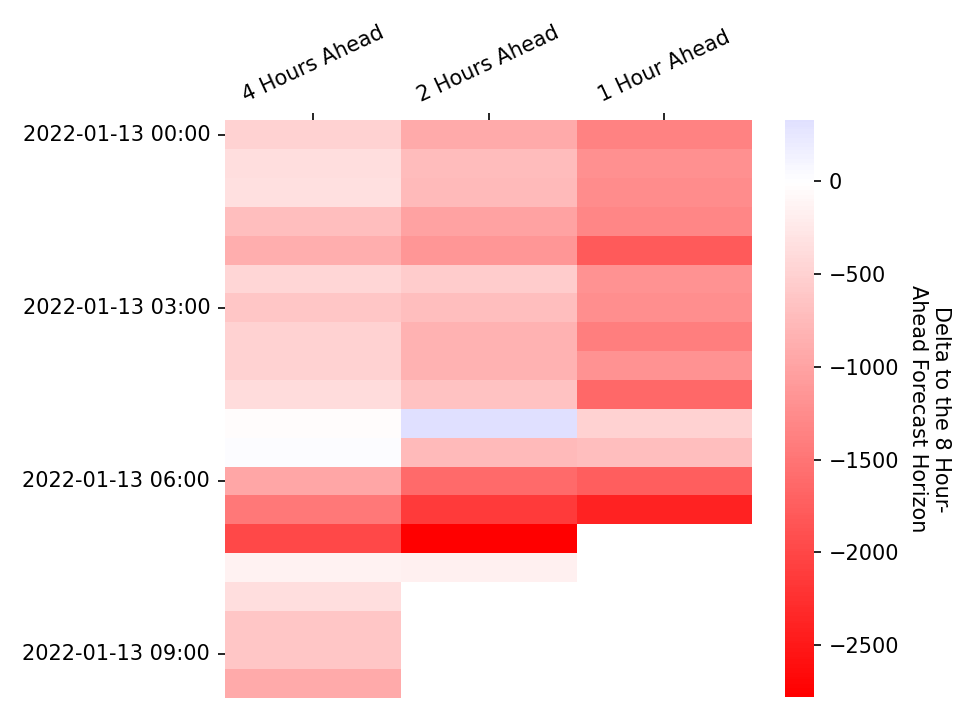 4 Hours Ahead
2 Hours Ahead
1 Hour Ahead
2022-01-13 00:00
2022-01-13 03:00
2022-01-13 06:00
2022-01-13 09:00
0
−500
−1000
−1500
−2000
−2500
Delta to the 8 Hour-
Ahead Forecast Horizon